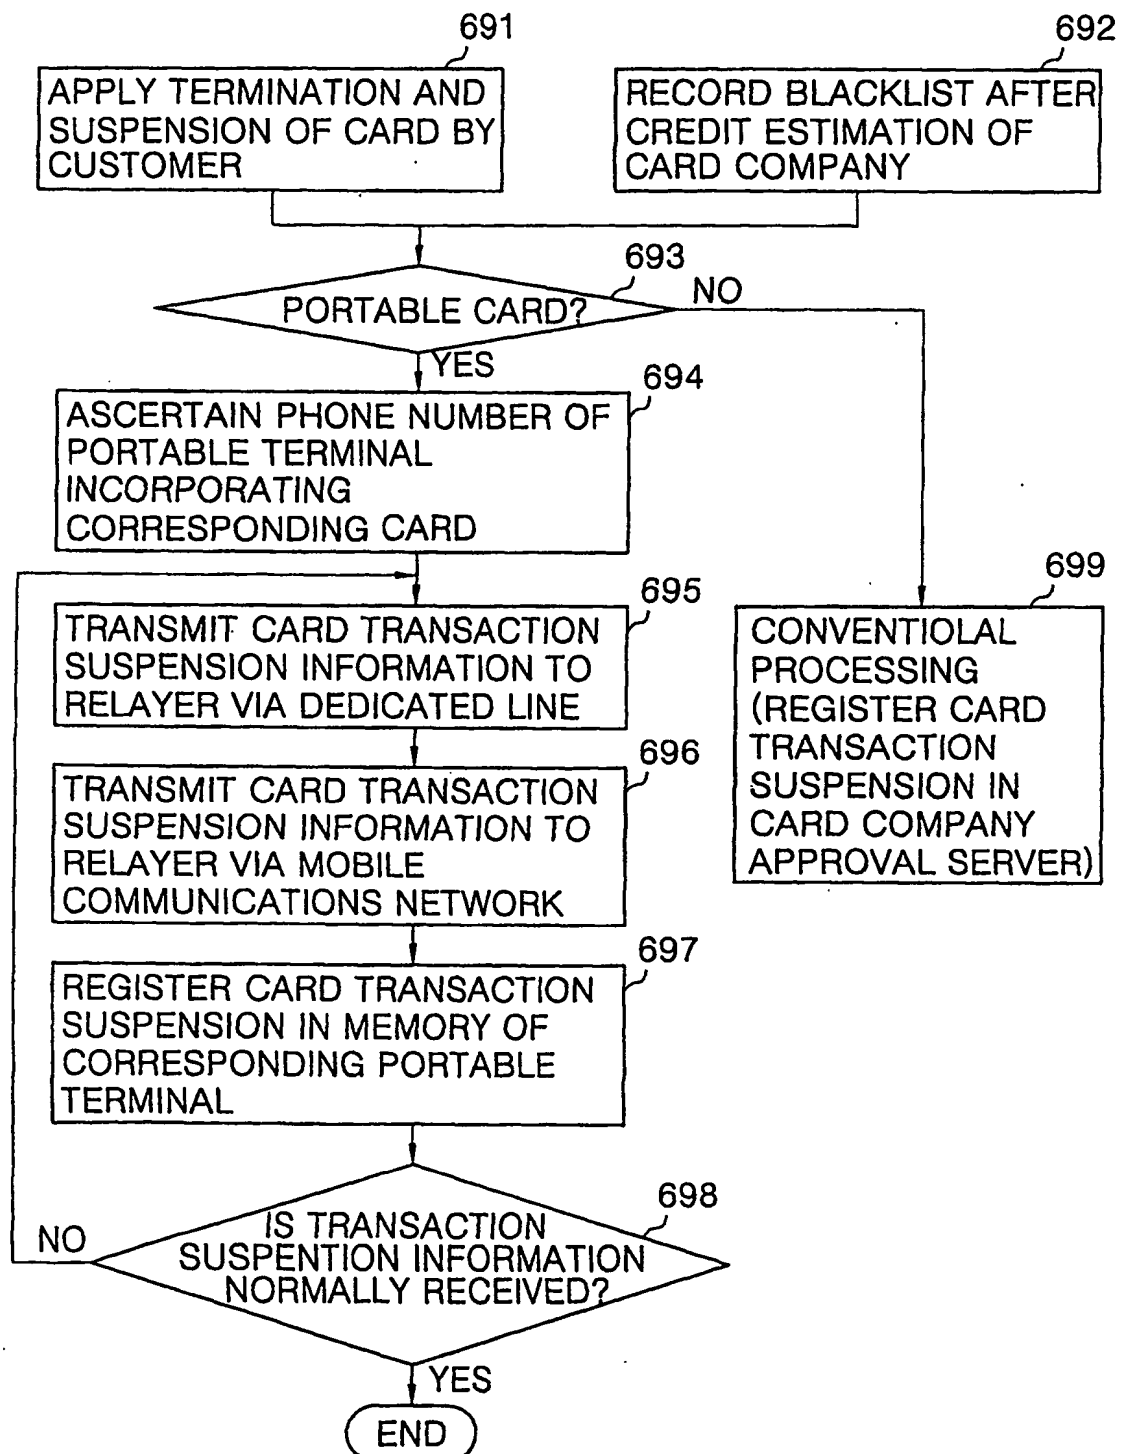 691
APPLY TERMINATION AND
SUSPENSION OF CARD BY
CUSTOMER
692
RECORD BLACKLIST AFTER
CREDIT ESTIMATION OF
CARD COMPANY
693
PORTABLE CARD?
NO
YES
694
ASCERTAIN PHONE NUMBER OF
PORTABLE TERMINAL
INCORPORATING
CORRESPONDING CARD
695
TRANSMIT CARD TRANSACTION
SUSPENSION INFORMATION TO
RELAYER VIA DEDICATED LINE
699
CONVENTIOLAL
PROCESSING
(REGISTER CARD
TRANSACTION
SUSPENSION IN
CARD COMPANY
APPROVAL SERVER)
696
TRANSMIT CARD TRANSACTION
SUSPENSION INFORMATION TO
RELAYER VIA MOBILE
COMMUNICATIONS NETWORK
697
REGISTER CARD TRANSACTION
SUSPENSION IN MEMORY OF
CORRESPONDING PORTABLE
TERMINAL
698
IS TRANSACTION
SUSPENTION INFORMATION
NORMALLY RECEIVED?
NO
YES
END